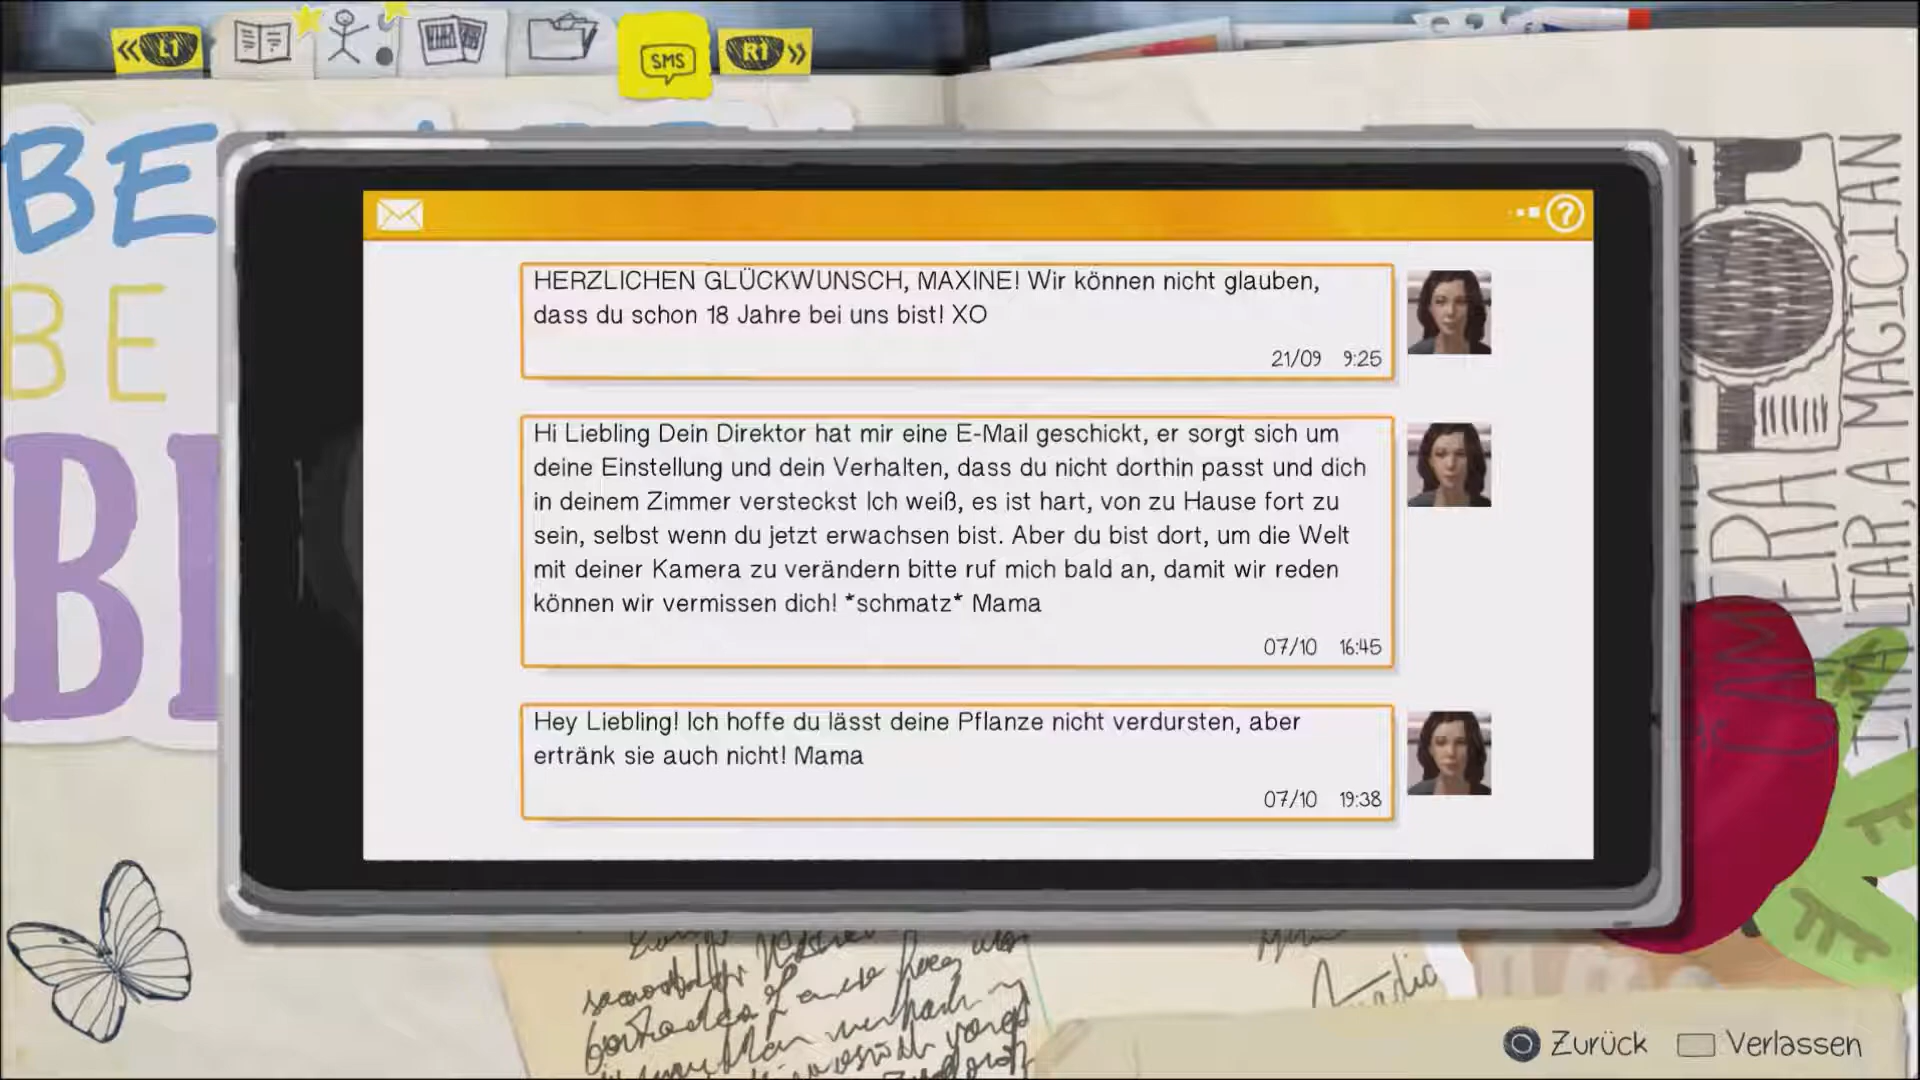 L1
SMS
R1
BE
BE
HERZLICHEN GLÜCKWUNSCH, MAXINE! Wir können nicht glauben,
dass du schon 18 Jahre bei uns bist! XO
21/09 9:25
Hi Liebling Dein Direktor hat mir eine E-Mail geschickt, er sorgt sich um
deine Einstellung und dein Verhalten, dass du nicht dorthin passt und dich
in deinem Zimmer versteckst Ich weiß, es ist hart, von zu Hause fort zu
sein, selbst wenn du jetzt erwachsen bist. Aber du bist dort, um die Welt
mit deiner Kamera zu verändern bitte ruf mich bald an, damit wir reden
können wir vermissen dich! *schmatz* Mama
07/10 16:45
Hey Liebling! Ich hoffe du lässt deine Pflanze nicht verdursten, aber
ertränk sie auch nicht! Mama
07/10 19:38
CAMERA
A MAGICIAN
Zurück
Verlassen